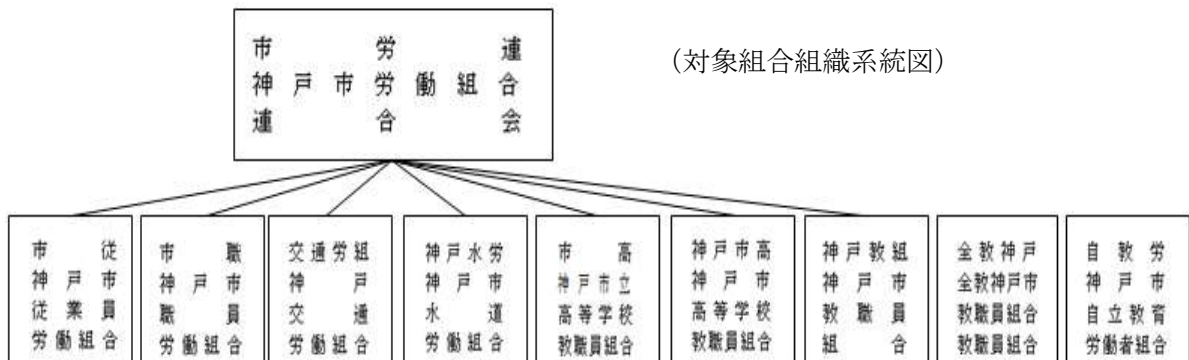 市労連
神戸市労働組合
連合会
(対象組合組織系統図)
市従
神戸市
従業員
労働組合
市職
神戸市
職員
労働組合
交通労組
神戸
交通
労働組合
神戸水労
神戸市
水道
労働組合
市高
神戸市立
高等学校
教職員組合
神戸市高
神戸市
高等学校
教職員組合
神戸教組
神戸市
教職員
組合
全教神戸
全教神戸市
教職員組合
教職員組合
自教労
神戸市
自立教育
労働者組合